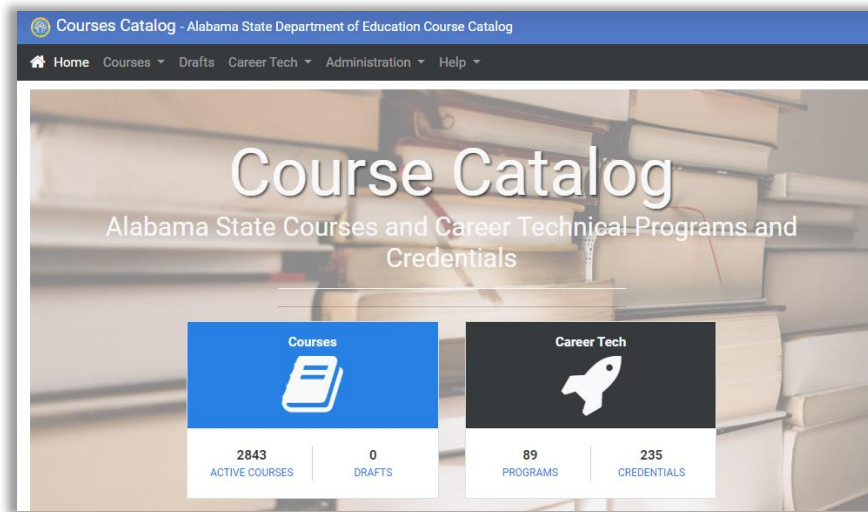 Courses Catalog - Alabama State Department of Education Course Catalog
Home Courses Drafts Career Tech Administration Help
Course Catalog
Alabama State Courses and Career Technical Programs and
Credentials
Courses
Career Tech
2843
ACTIVE COURSES
0
DRAFTS
89
PROGRAMS
235
CREDENTIALS